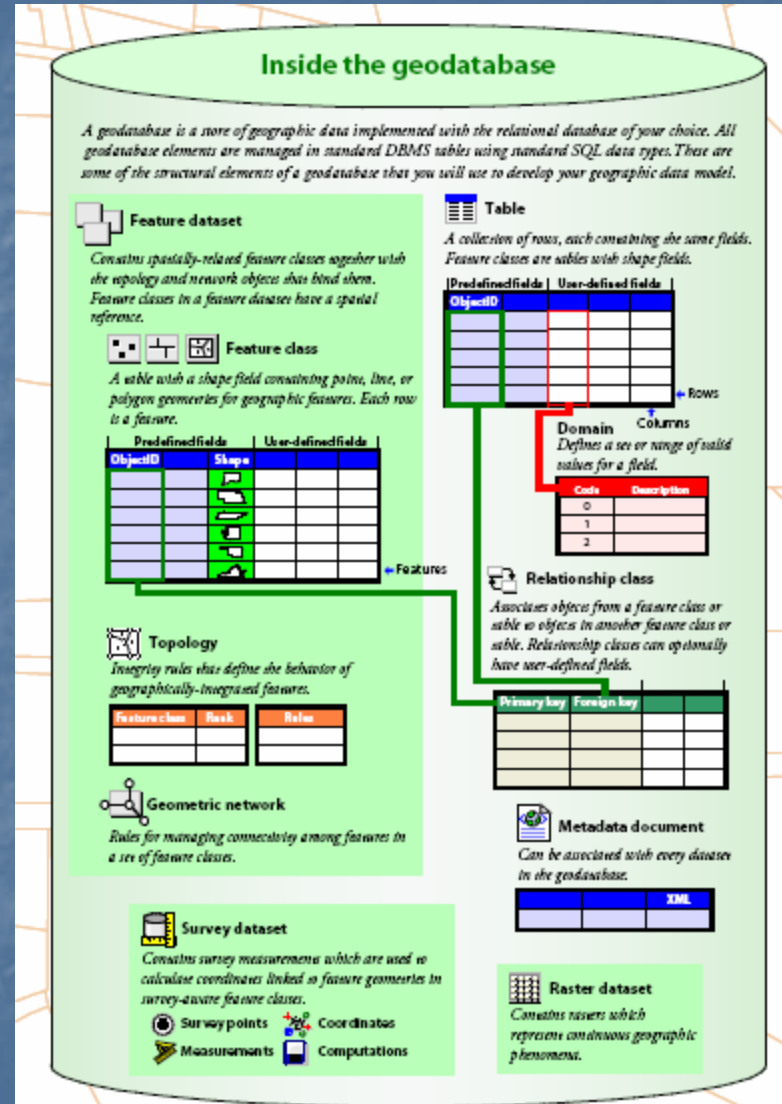 Inside the geodatabase
A geodatabase is a store of geographic data implemented with the relational database of your choice. All
geodatabase elements are managed in standard DBMS tables using standard SQL data types. These are
some of the structural elements of a geodatabase that you will use to develop your geographic data model.
Feature dataset
Contains spatially-related feature classes together with
the topology and network objects that bind them.
Feature classes in a feature dataset have a spatial
reference.
Feature class
A table with a shape field containing point, line, or
polygon geometries for geographic features. Each row
is a feature.
Predefined fields User-defined fields
ObjectID Shape
Features
Topology
Integrity rules that define the behavior of
geographically-integrated features.
Feature class Rank Rules
Geometric network
Rules for managing connectivity among features in
a set of feature classes.
Table
A collection of rows, each containing the same fields.
Feature classes are tables with shape fields.
Predefined fields User-defined fields
ObjectID
Rows
Columns
Domain
Defines a set or range of valid
values for a field.
Code Description
0
1
2
Relationship class
Associates objects from a feature class or
table to objects in another feature class or
table. Relationship classes can optionally
have user-defined fields.
Primary key Foreign key
Metadata document
Can be associated with every dataset
in the geodatabase.
XML
Survey dataset
Contains survey measurements which are used to
calculate coordinates linked to feature geometries in
survey-aware feature classes.
Survey points Coordinates
Measurements Computations
Raster dataset
Contains rasters which
represent continuous geographic
phenomena.